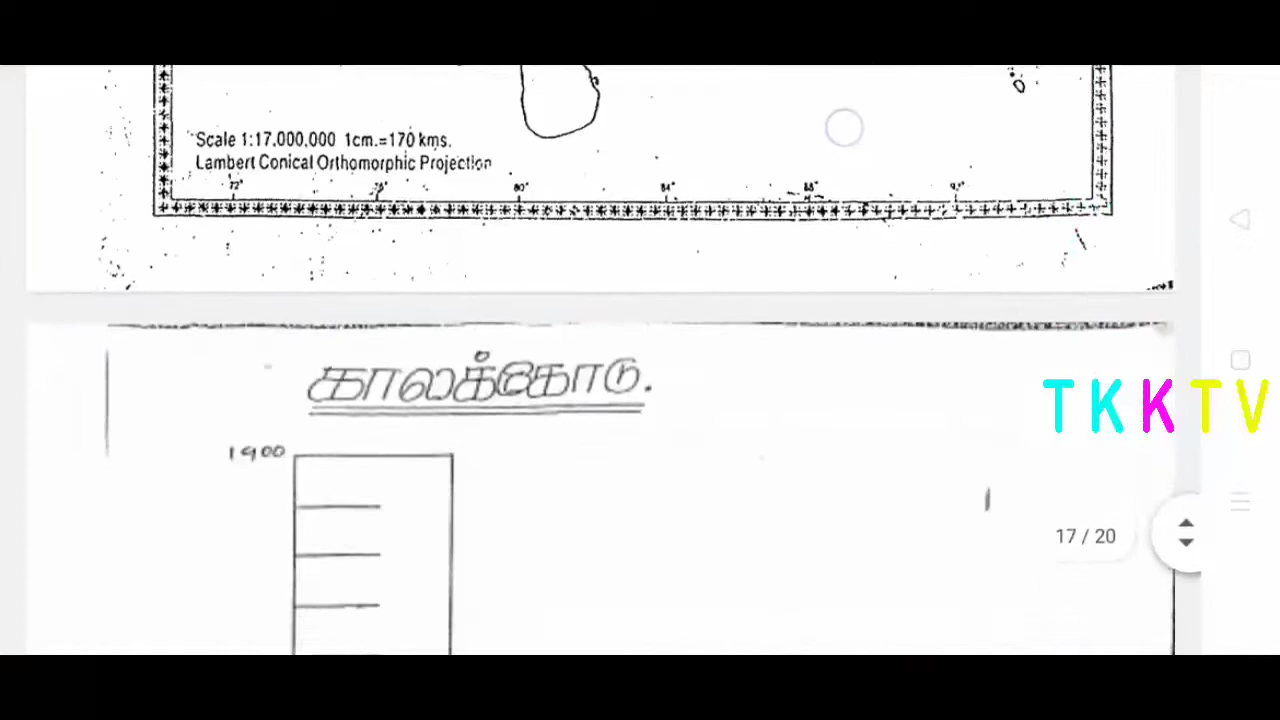 Scale 1:17,000,000 1cm.=170 kms.
Lambert Conical Orthomorphic Projection
72° 76° 80° 84° 88° 92°
காலக்கோடு.
1900
TKKTV
17 / 20